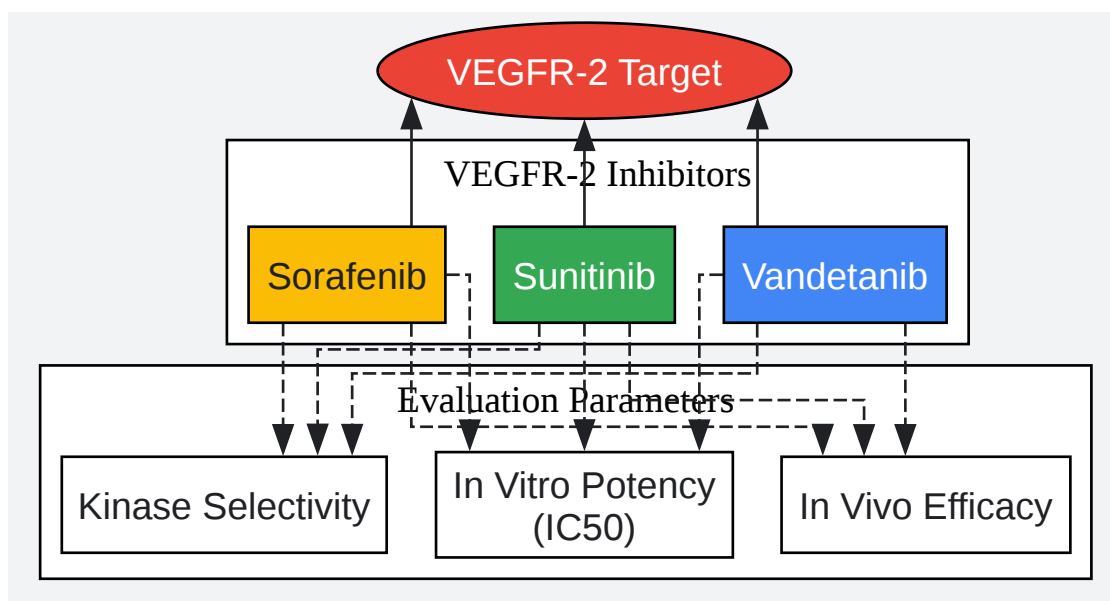 VEGFR-2 Target
VEGFR-2 Inhibitors
Sorafenib
Sunitinib
Vandetanib
Evaluation Parameters
Kinase Selectivity
In Vitro Potency
(IC50)
In Vivo Efficacy